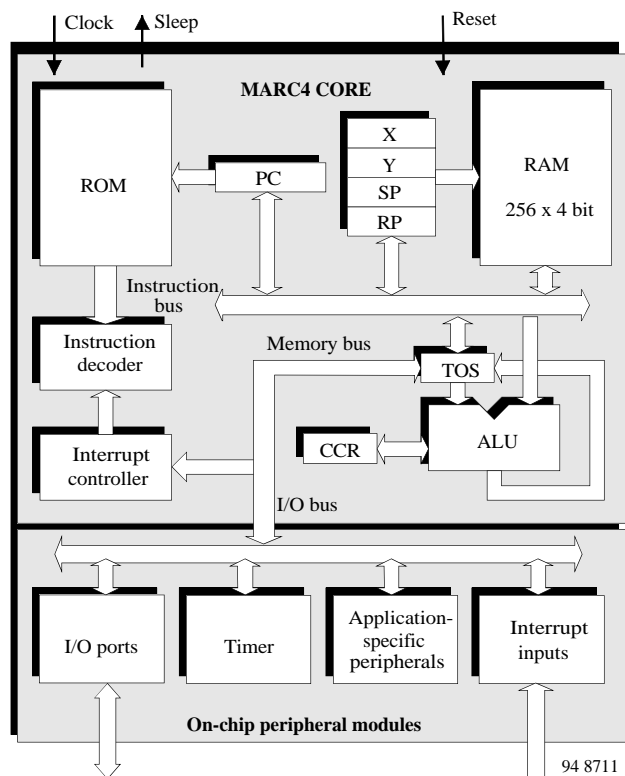 Clock
Sleep
Reset
MARC4 CORE
ROM
PC
X
Y
SP
RP
RAM
256 x 4 bit
Instruction
bus
Instruction
decoder
Memory bus
TOS
CCR
ALU
Interrupt
controller
I/O bus
I/O ports
Timer
Application-
specific
peripherals
Interrupt
inputs
On-chip peripheral modules
94 8711